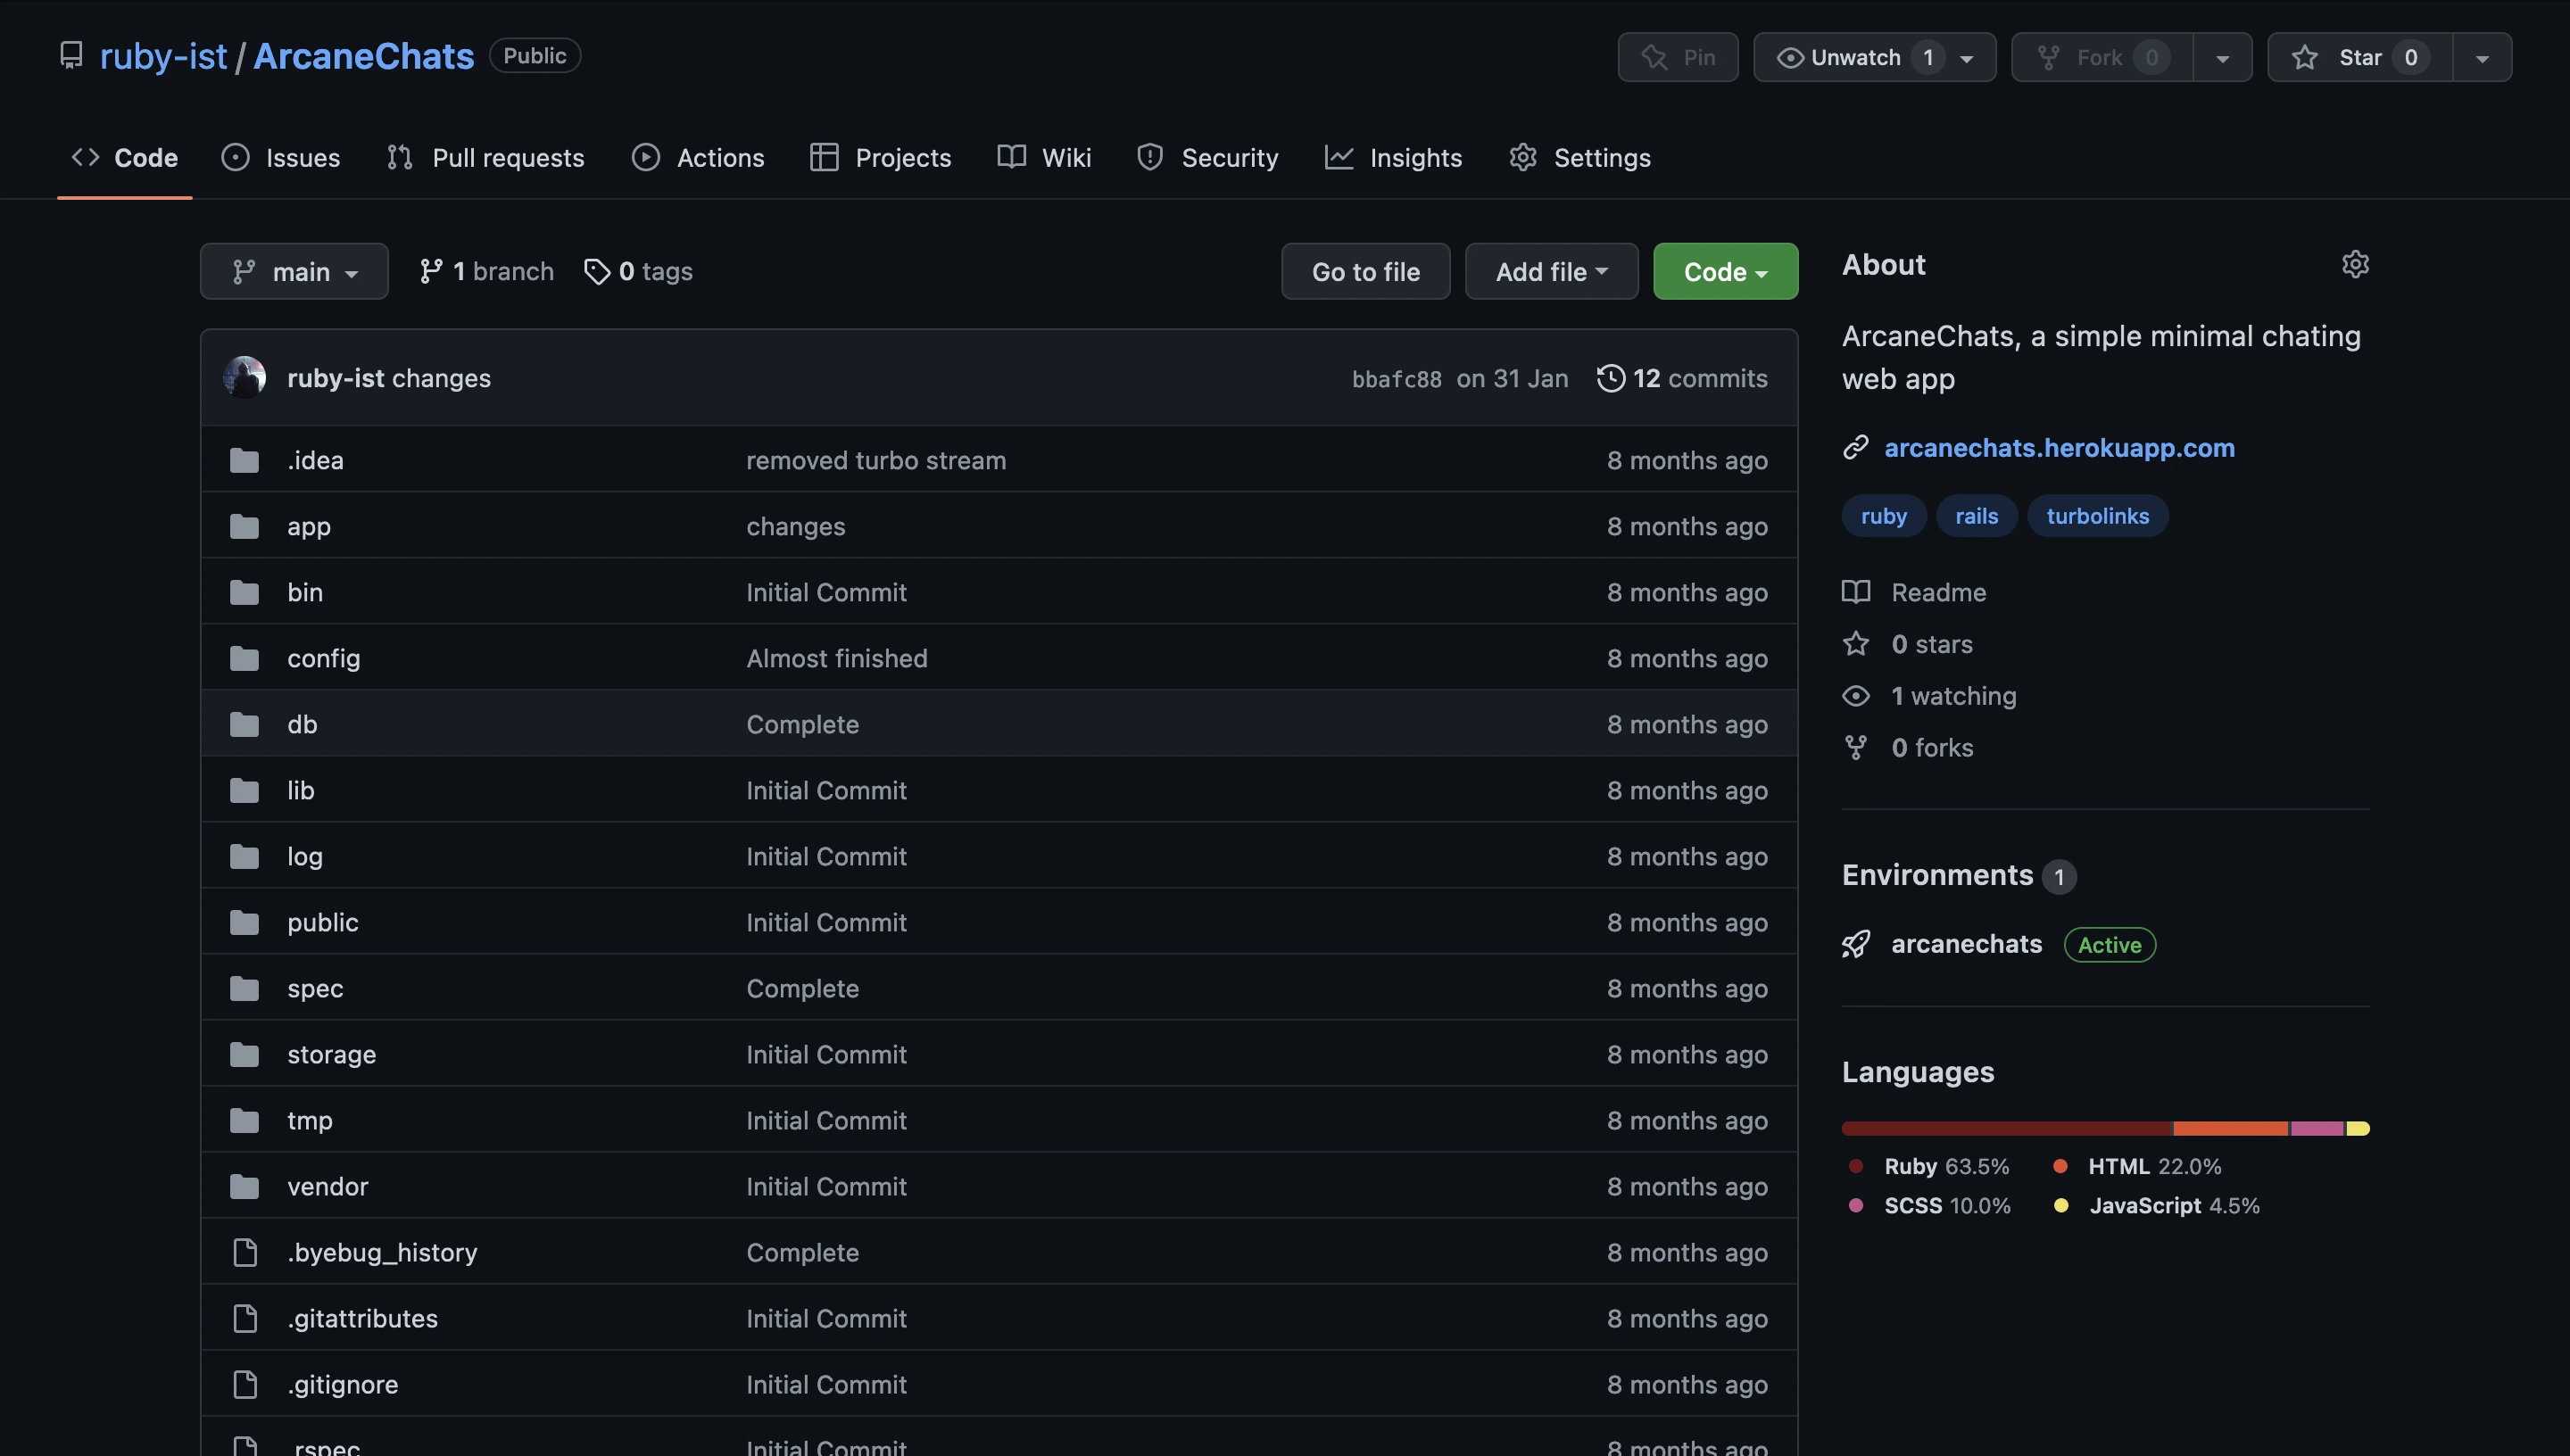 ruby-ist / ArcaneChats Public
Pin
Unwatch 1
Fork 0
Star 0
Code
Issues
Pull requests
Actions
Projects
Wiki
Security
Insights
Settings
main
1 branch
0 tags
Go to file
Add file
Code
ruby-ist changes
bbafc88 on 31 Jan
12 commits
.idea removed turbo stream 8 months ago
app changes 8 months ago
bin Initial Commit 8 months ago
config Almost finished 8 months ago
db Complete 8 months ago
lib Initial Commit 8 months ago
log Initial Commit 8 months ago
public Initial Commit 8 months ago
spec Complete 8 months ago
storage Initial Commit 8 months ago
tmp Initial Commit 8 months ago
vendor Initial Commit 8 months ago
.byebug_history Complete 8 months ago
.gitattributes Initial Commit 8 months ago
.gitignore Initial Commit 8 months ago
.rspec Initial Commit 8 months ago
About
ArcaneChats, a simple minimal chating
web app
arcanechats.herokuapp.com
ruby rails turbolinks
Readme
0 stars
1 watching
0 forks
Environments 1
arcanechats Active
Languages
Ruby 63.5% HTML 22.0%
SCSS 10.0% JavaScript 4.5%